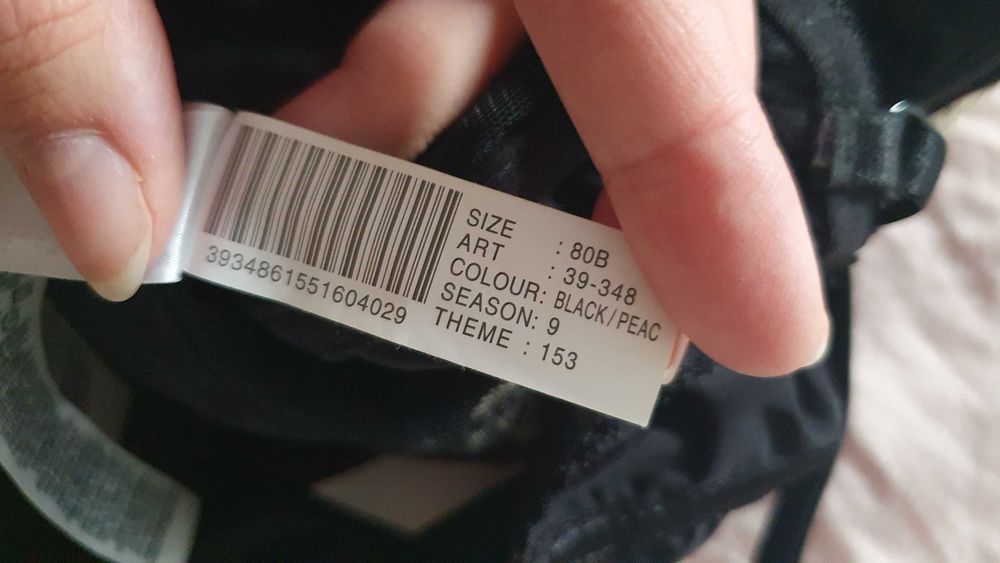 3934861551604029
SIZE : 80B
ART : 39-348
COLOUR: BLACK/PEAC
SEASON: 9
THEME : 153